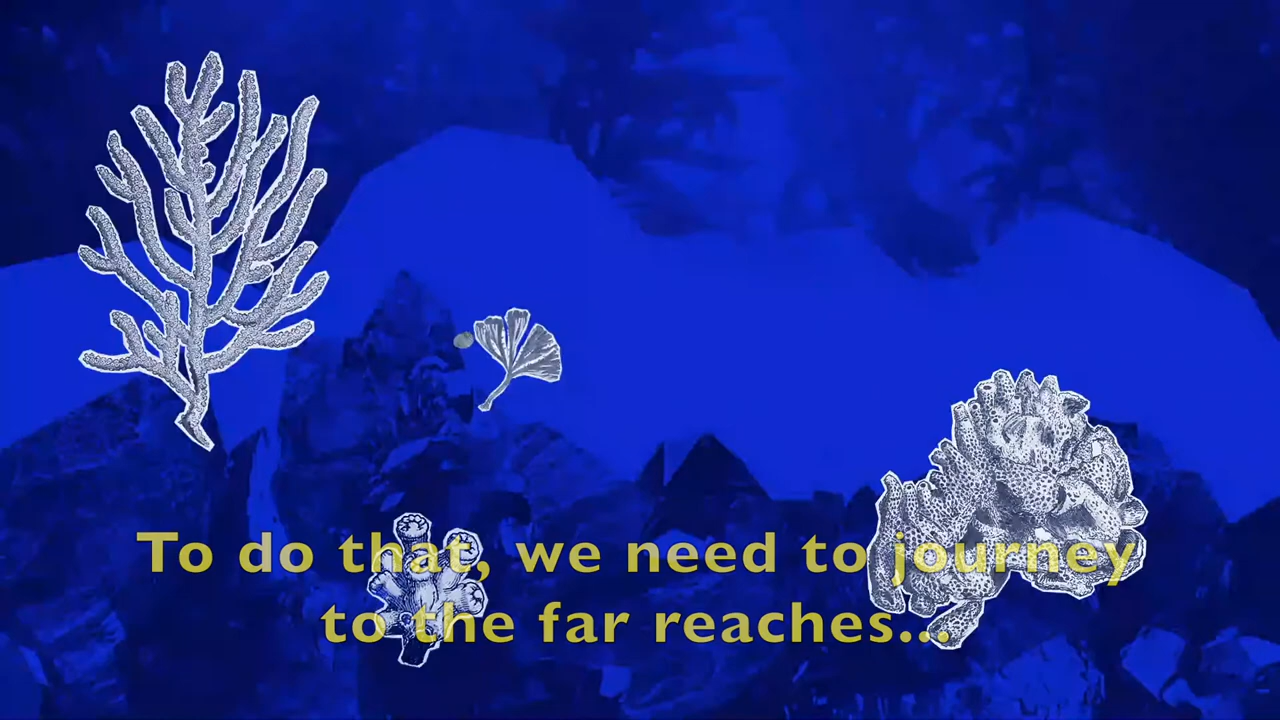 To do that, we need to journey
to the far reaches...